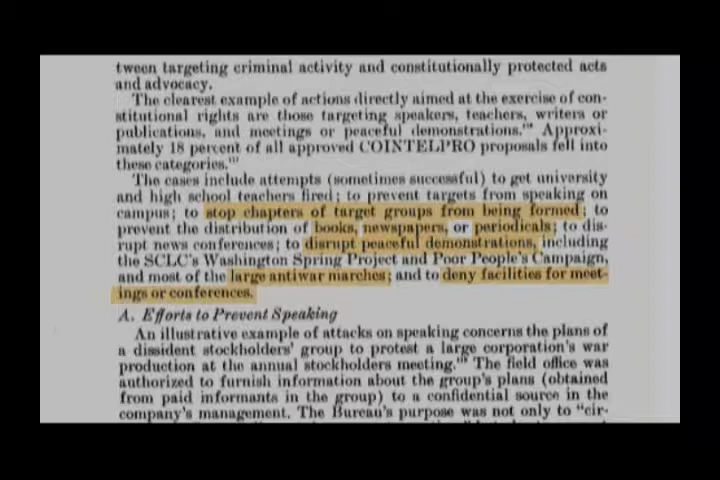 tween targeting criminal activity and constitutionally protected acts
and advocacy.
The clearest example of actions directly aimed at the exercise of con-
stitutional rights are those targeting speakers, teachers, writers or
publications, and meetings or peaceful demonstrations. Approxi-
mately 18 percent of all approved COINTELPRO proposals fell into
these categories.
The cases include attempts (sometimes successful) to get university
and high school teachers fired; to prevent targets from speaking on
campus; to stop chapters of target groups from being formed; to
prevent the distribution of books, newspapers, or periodicals; to dis-
rupt news conferences; to disrupt peaceful demonstrations, including
the SCLC's Washington Spring Project and Poor People's Campaign,
and most of the large antiwar marches; and to deny facilities for meet-
ings or conferences.
A. Efforts to Prevent Speaking
An illustrative example of attacks on speaking concerns the plans of
a dissident stockholders' group to protest a large corporation's war
production at the annual stockholders meeting. The field office was
authorized to furnish information about the group's plans (obtained
from paid informants in the group) to a confidential source in the
company's management. The Bureau's purpose was not only to "cir-